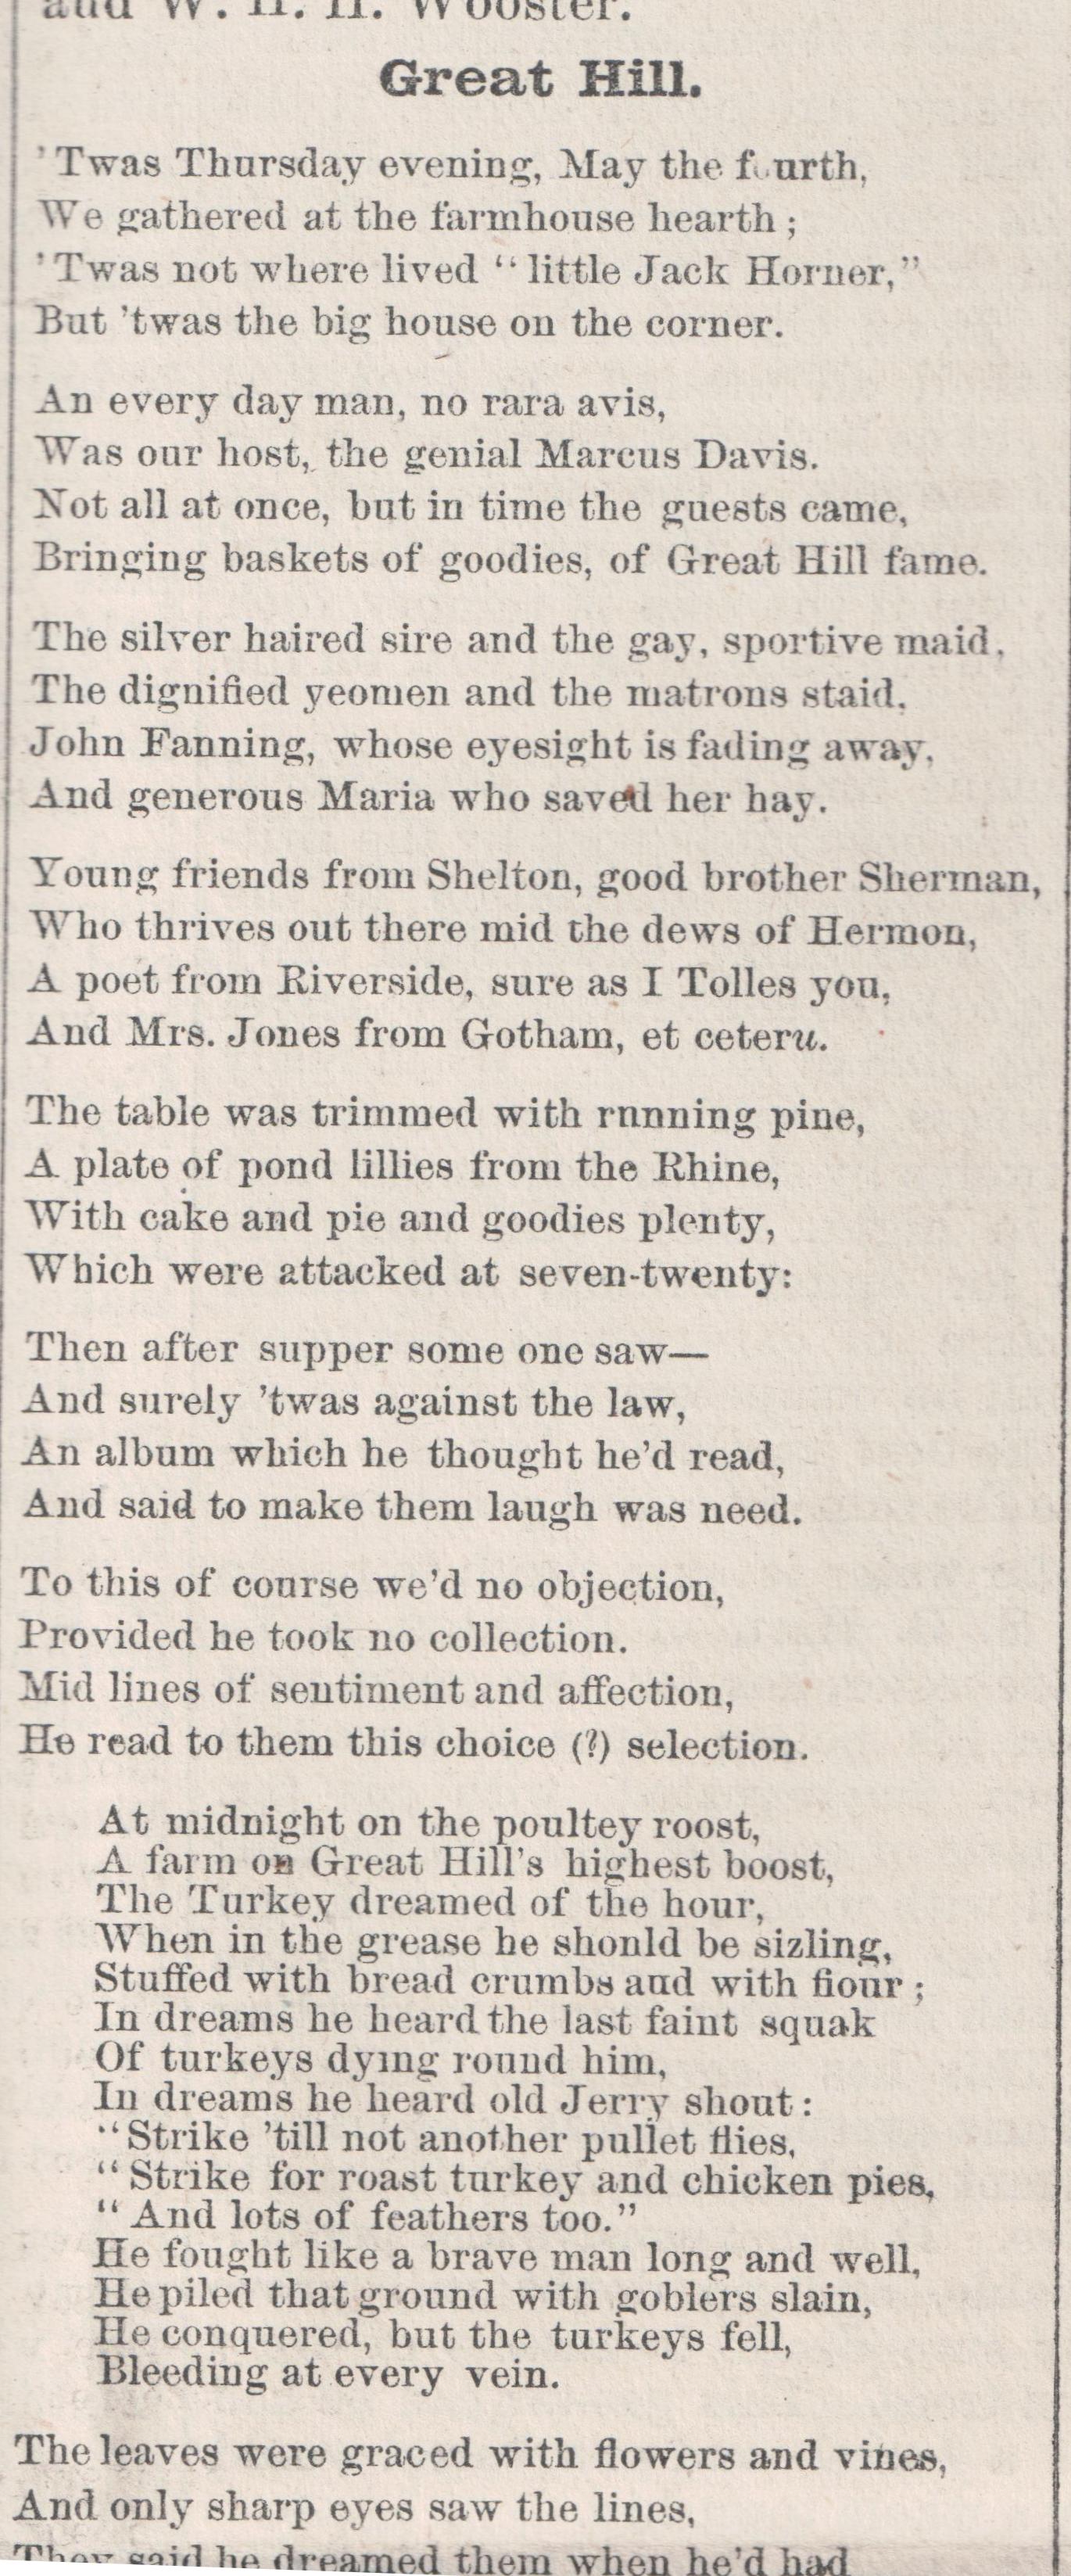 and W. H. H. Wooster.
Great Hill.
'Twas Thursday evening, May the fourth,
We gathered at the farmhouse hearth;
'Twas not where lived "little Jack Horner,"
But 'twas the big house on the corner.
An every day man, no rara avis,
Was our host, the genial Marcus Davis.
Not all at once, but in time the guests came,
Bringing baskets of goodies, of Great Hill fame.
The silver haired sire and the gay, sportive maid,
The dignified yeomen and the matrons staid,
John Fanning, whose eyesight is fading away,
And generous Maria who saved her hay.
Young friends from Shelton, good brother Sherman,
Who thrives out there mid the dews of Hermon,
A poet from Riverside, sure as I Tolles you,
And Mrs. Jones from Gotham, et ceteru.
The table was trimmed with rnnning pine,
A plate of pond lillies from the Rhine,
With cake and pie and goodies plenty,
Which were attacked at seven-twenty:
Then after supper some one saw—
And surely 'twas against the law,
An album which he thought he'd read,
And said to make them laugh was need.
To this of course we'd no objection,
Provided he took no collection.
Mid lines of sentiment and affection,
He read to them this choice (?) selection.
At midnight on the poultey roost,
A farm on Great Hill's highest boost,
The Turkey dreamed of the hour,
When in the grease he shonld be sizling,
Stuffed with bread crumbs aud with fiour;
In dreams he heard the last faint squak
Of turkeys dying round him,
In dreams he heard old Jerry shout:
"Strike 'till not another pullet flies,
"Strike for roast turkey and chicken pies,
"And lots of feathers too."
He fought like a brave man long and well,
He piled that ground with goblers slain,
He conquered, but the turkeys fell,
Bleeding at every vein.
The leaves were graced with flowers and vines,
And only sharp eyes saw the lines,
They said he dreamed them when he'd had